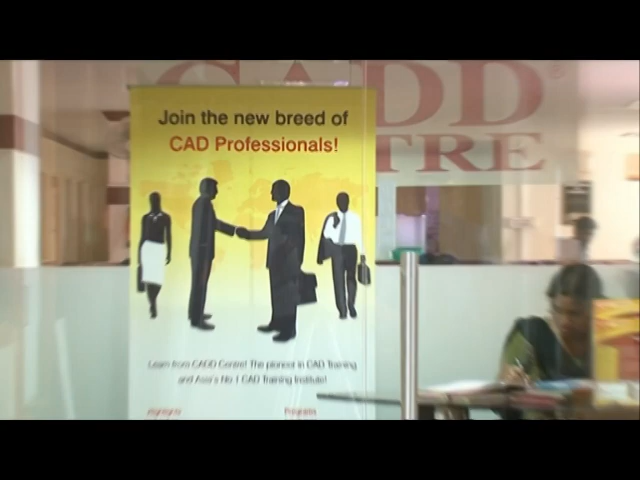 CADD®
CENTRE
Join the new breed of
CAD Professionals!
Learn from CADD Centre! The pioneer in CAD Training
and Asia's No 1 CAD Training Institute!